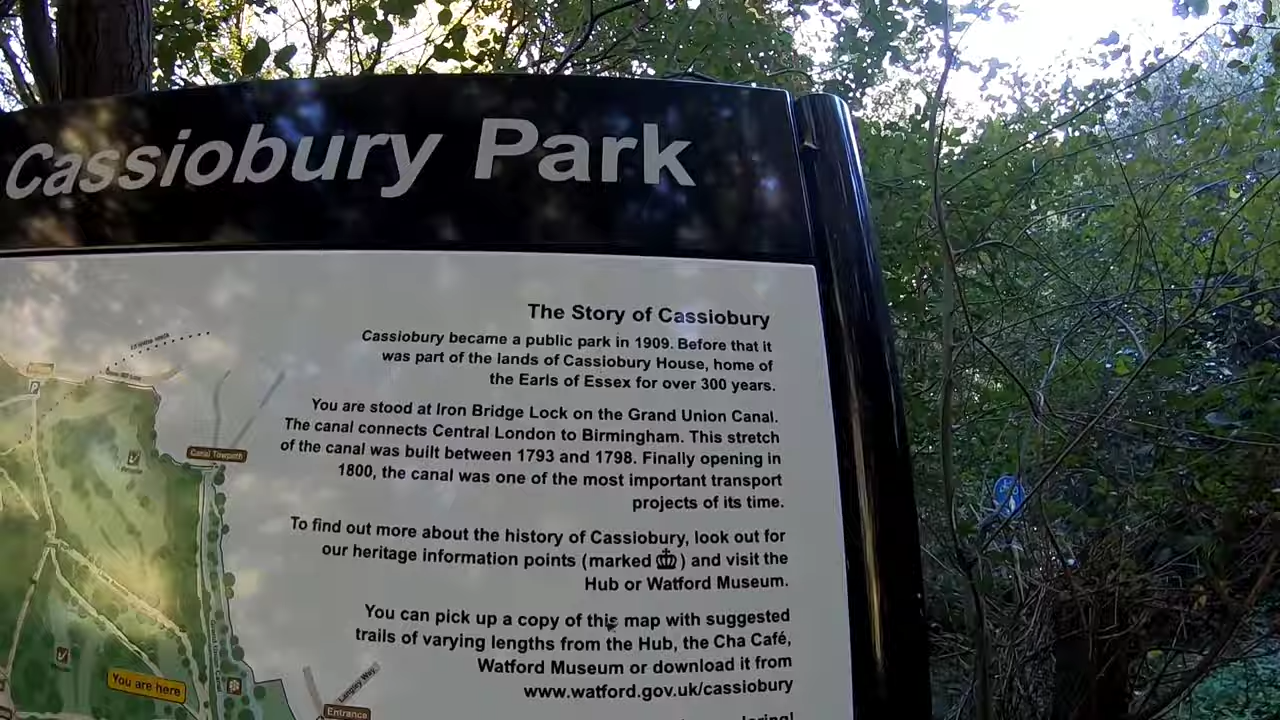 Cassiobury Park
The Story of Cassiobury
Cassiobury became a public park in 1909. Before that it
was part of the lands of Cassiobury House, home of
the Earls of Essex for over 300 years.
You are stood at Iron Bridge Lock on the Grand Union Canal.
The canal connects Central London to Birmingham. This stretch
of the canal was built between 1793 and 1798. Finally opening in
1800, the canal was one of the most important transport
projects of its time.
To find out more about the history of Cassiobury, look out for
our heritage information points (marked ) and visit the
Hub or Watford Museum.
You can pick up a copy of this map with suggested
trails of varying lengths from the Hub, the Cha Café,
Watford Museum or download it from
www.watford.gov.uk/cassiobury
Canal Towpath
You are here
Langley Way
Entrance